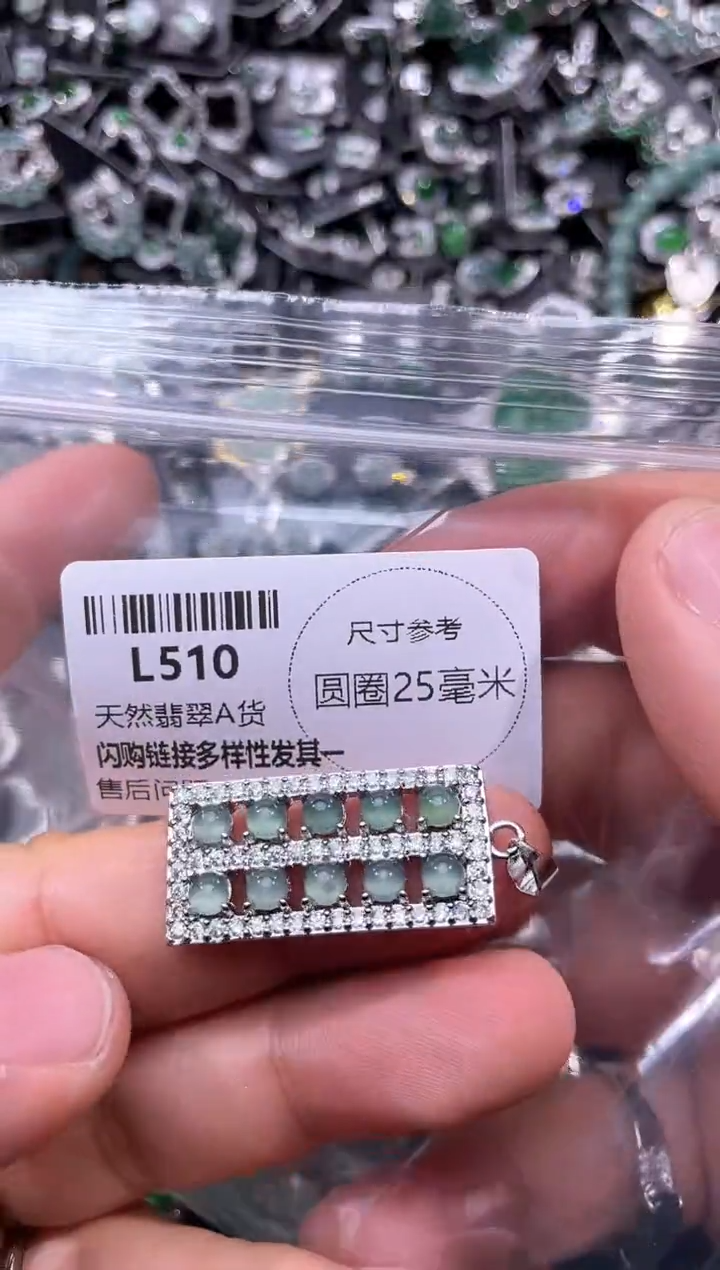 L510
天然翡翠A货
闪购链接多样性发其一
售后问
尺寸参考
圆圈25毫米